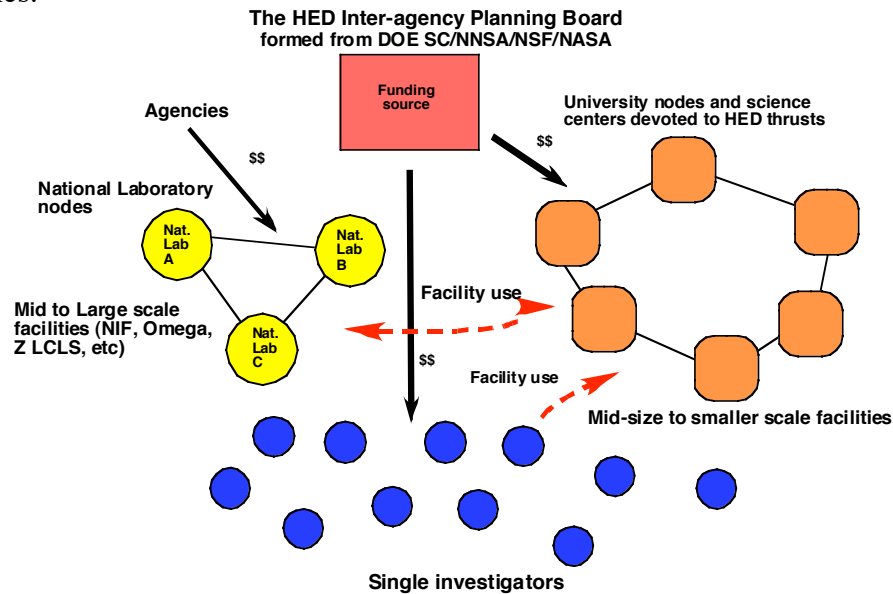 The HED Inter-agency Planning Board
formed from DOE SC/NNSA/NSF/NASA
Funding
source
Agencies
$$
$$
University nodes and science
centers devoted to HED thrusts
National Laboratory
nodes
Nat.
Lab
A
Nat.
Lab
B
Mid to Large scale
facilities (NIF, Omega,
Z LCLS, etc)
Nat.
Lab
C
Facility use
$$
Facility use
Mid-size to smaller scale facilities
Single investigators